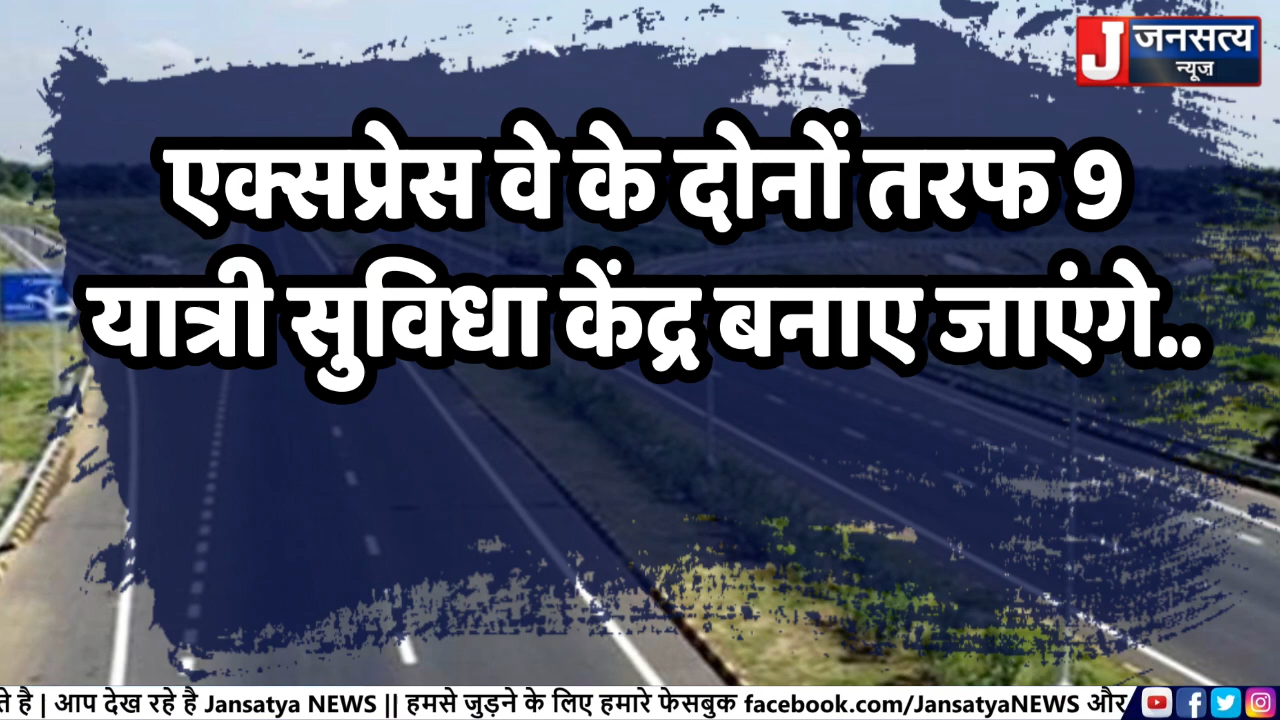 J जनसत्य
न्यूज
एक्सप्रेस वे के दोनों तरफ 9
यात्री सुविधा केंद्र बनाए जाएंगे..
ते है | आप देख रहे है Jansatya NEWS || हमसे जुड़ने के लिए हमारे फेसबुक facebook.com/JansatyaNEWS और